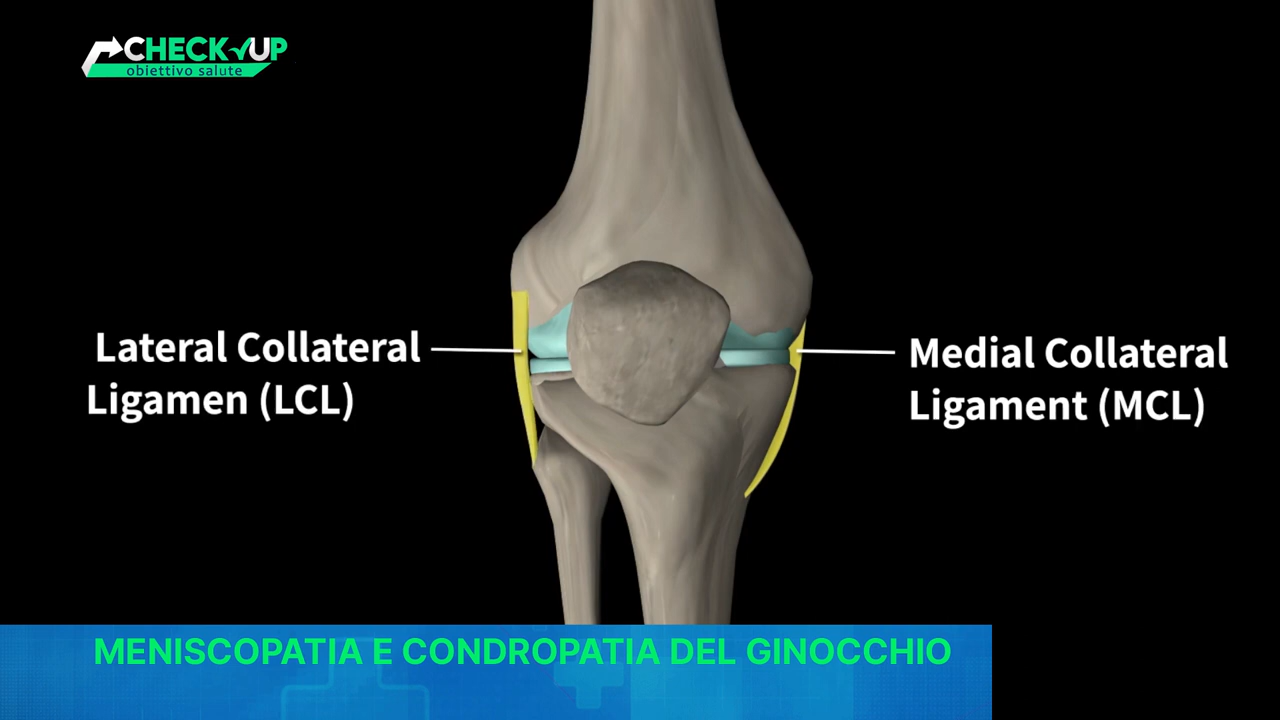 CHECK UP
obiettivo salute
Lateral Collateral
Ligamen (LCL)
Medial Collateral
Ligament (MCL)
MENISCOPATIA E CONDROPATIA DEL GINOCCHIO